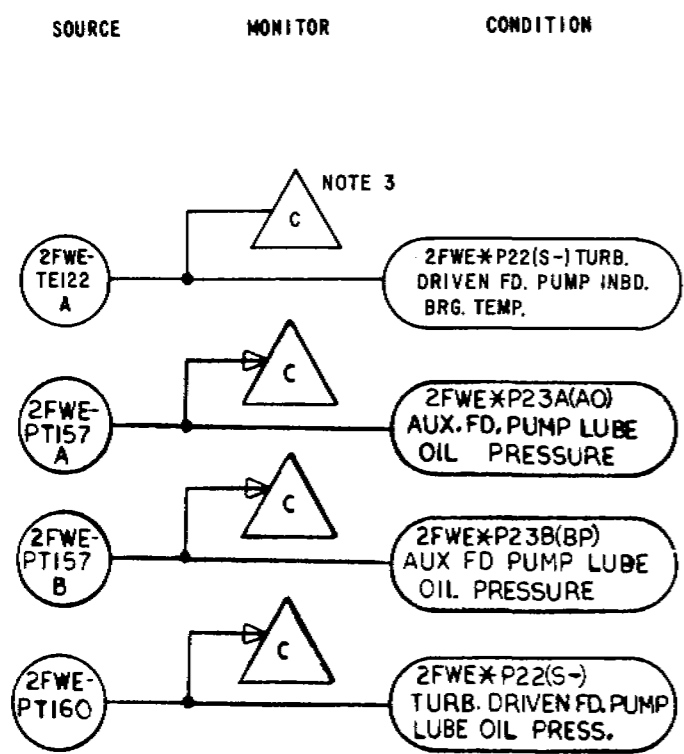 SOURCE MONITOR CONDITION
NOTE 3
C
2FWE-
TE122
A
2FWE*P22(S-) TURB.
DRIVEN FD. PUMP INBD.
BRG. TEMP.
C
2FWE-
PT157
A
2FWE*P23A(AO)
AUX. FD. PUMP LUBE
OIL PRESSURE
C
2FWE-
PT157
B
2FWE*P23B(BP)
AUX FD PUMP LUBE
OIL PRESSURE
C
2FWE-
PT160
2FWE*P22(S-)
TURB. DRIVEN FD. PUMP
LUBE OIL PRESS.